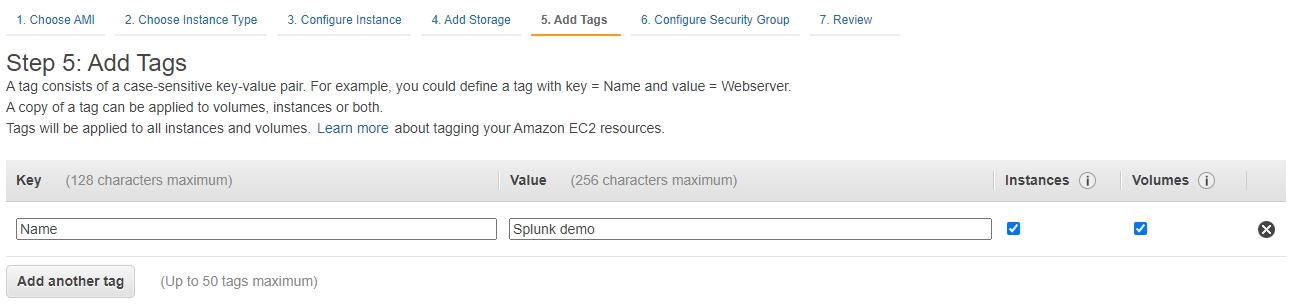 1. Choose AMI 2. Choose Instance Type 3. Configure Instance 4. Add Storage 5. Add Tags 6. Configure Security Group 7. Review
Step 5: Add Tags
A tag consists of a case-sensitive key-value pair. For example, you could define a tag with key = Name and value = Webserver.
A copy of a tag can be applied to volumes, instances or both.
Tags will be applied to all instances and volumes. Learn more about tagging your Amazon EC2 resources.
Key (128 characters maximum) Value (256 characters maximum) Instances i Volumes i
Name Splunk demo
Add another tag (Up to 50 tags maximum)